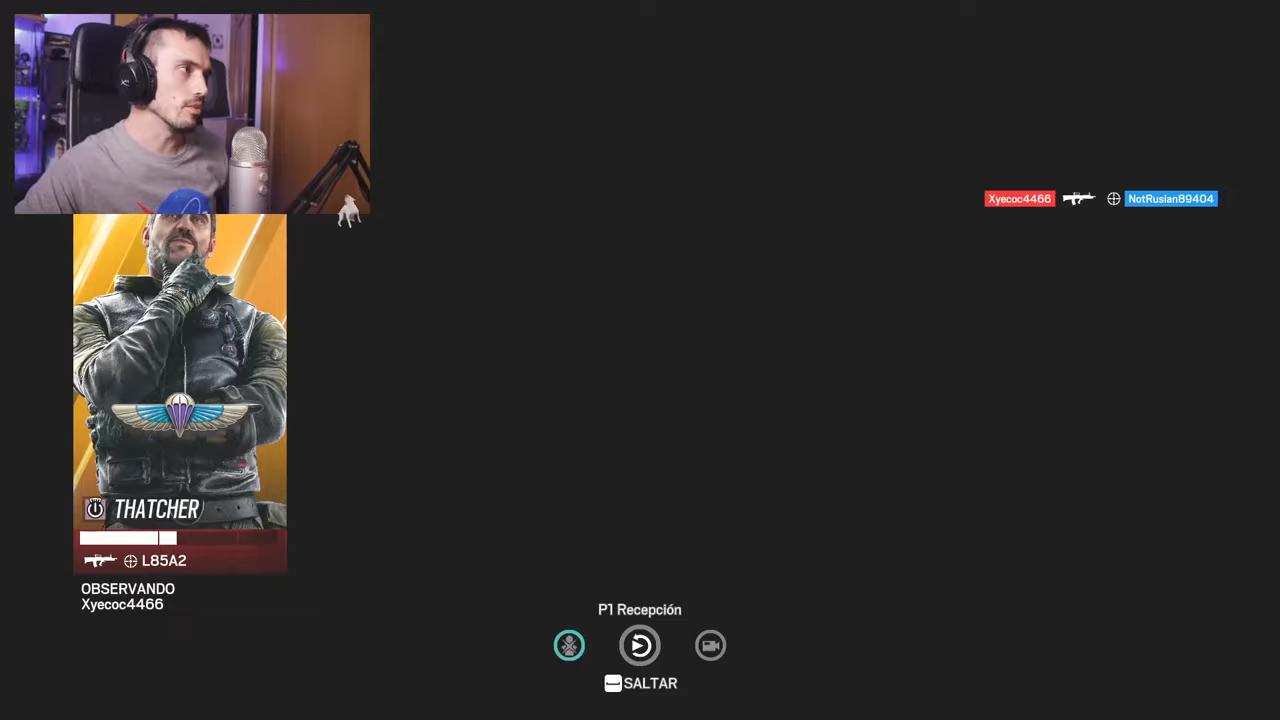 Xyecoc4466 NotRusian89404
THATCHER
L85A2
OBSERVANDO
Xyecoc4466
P1 Recepción
SALTAR